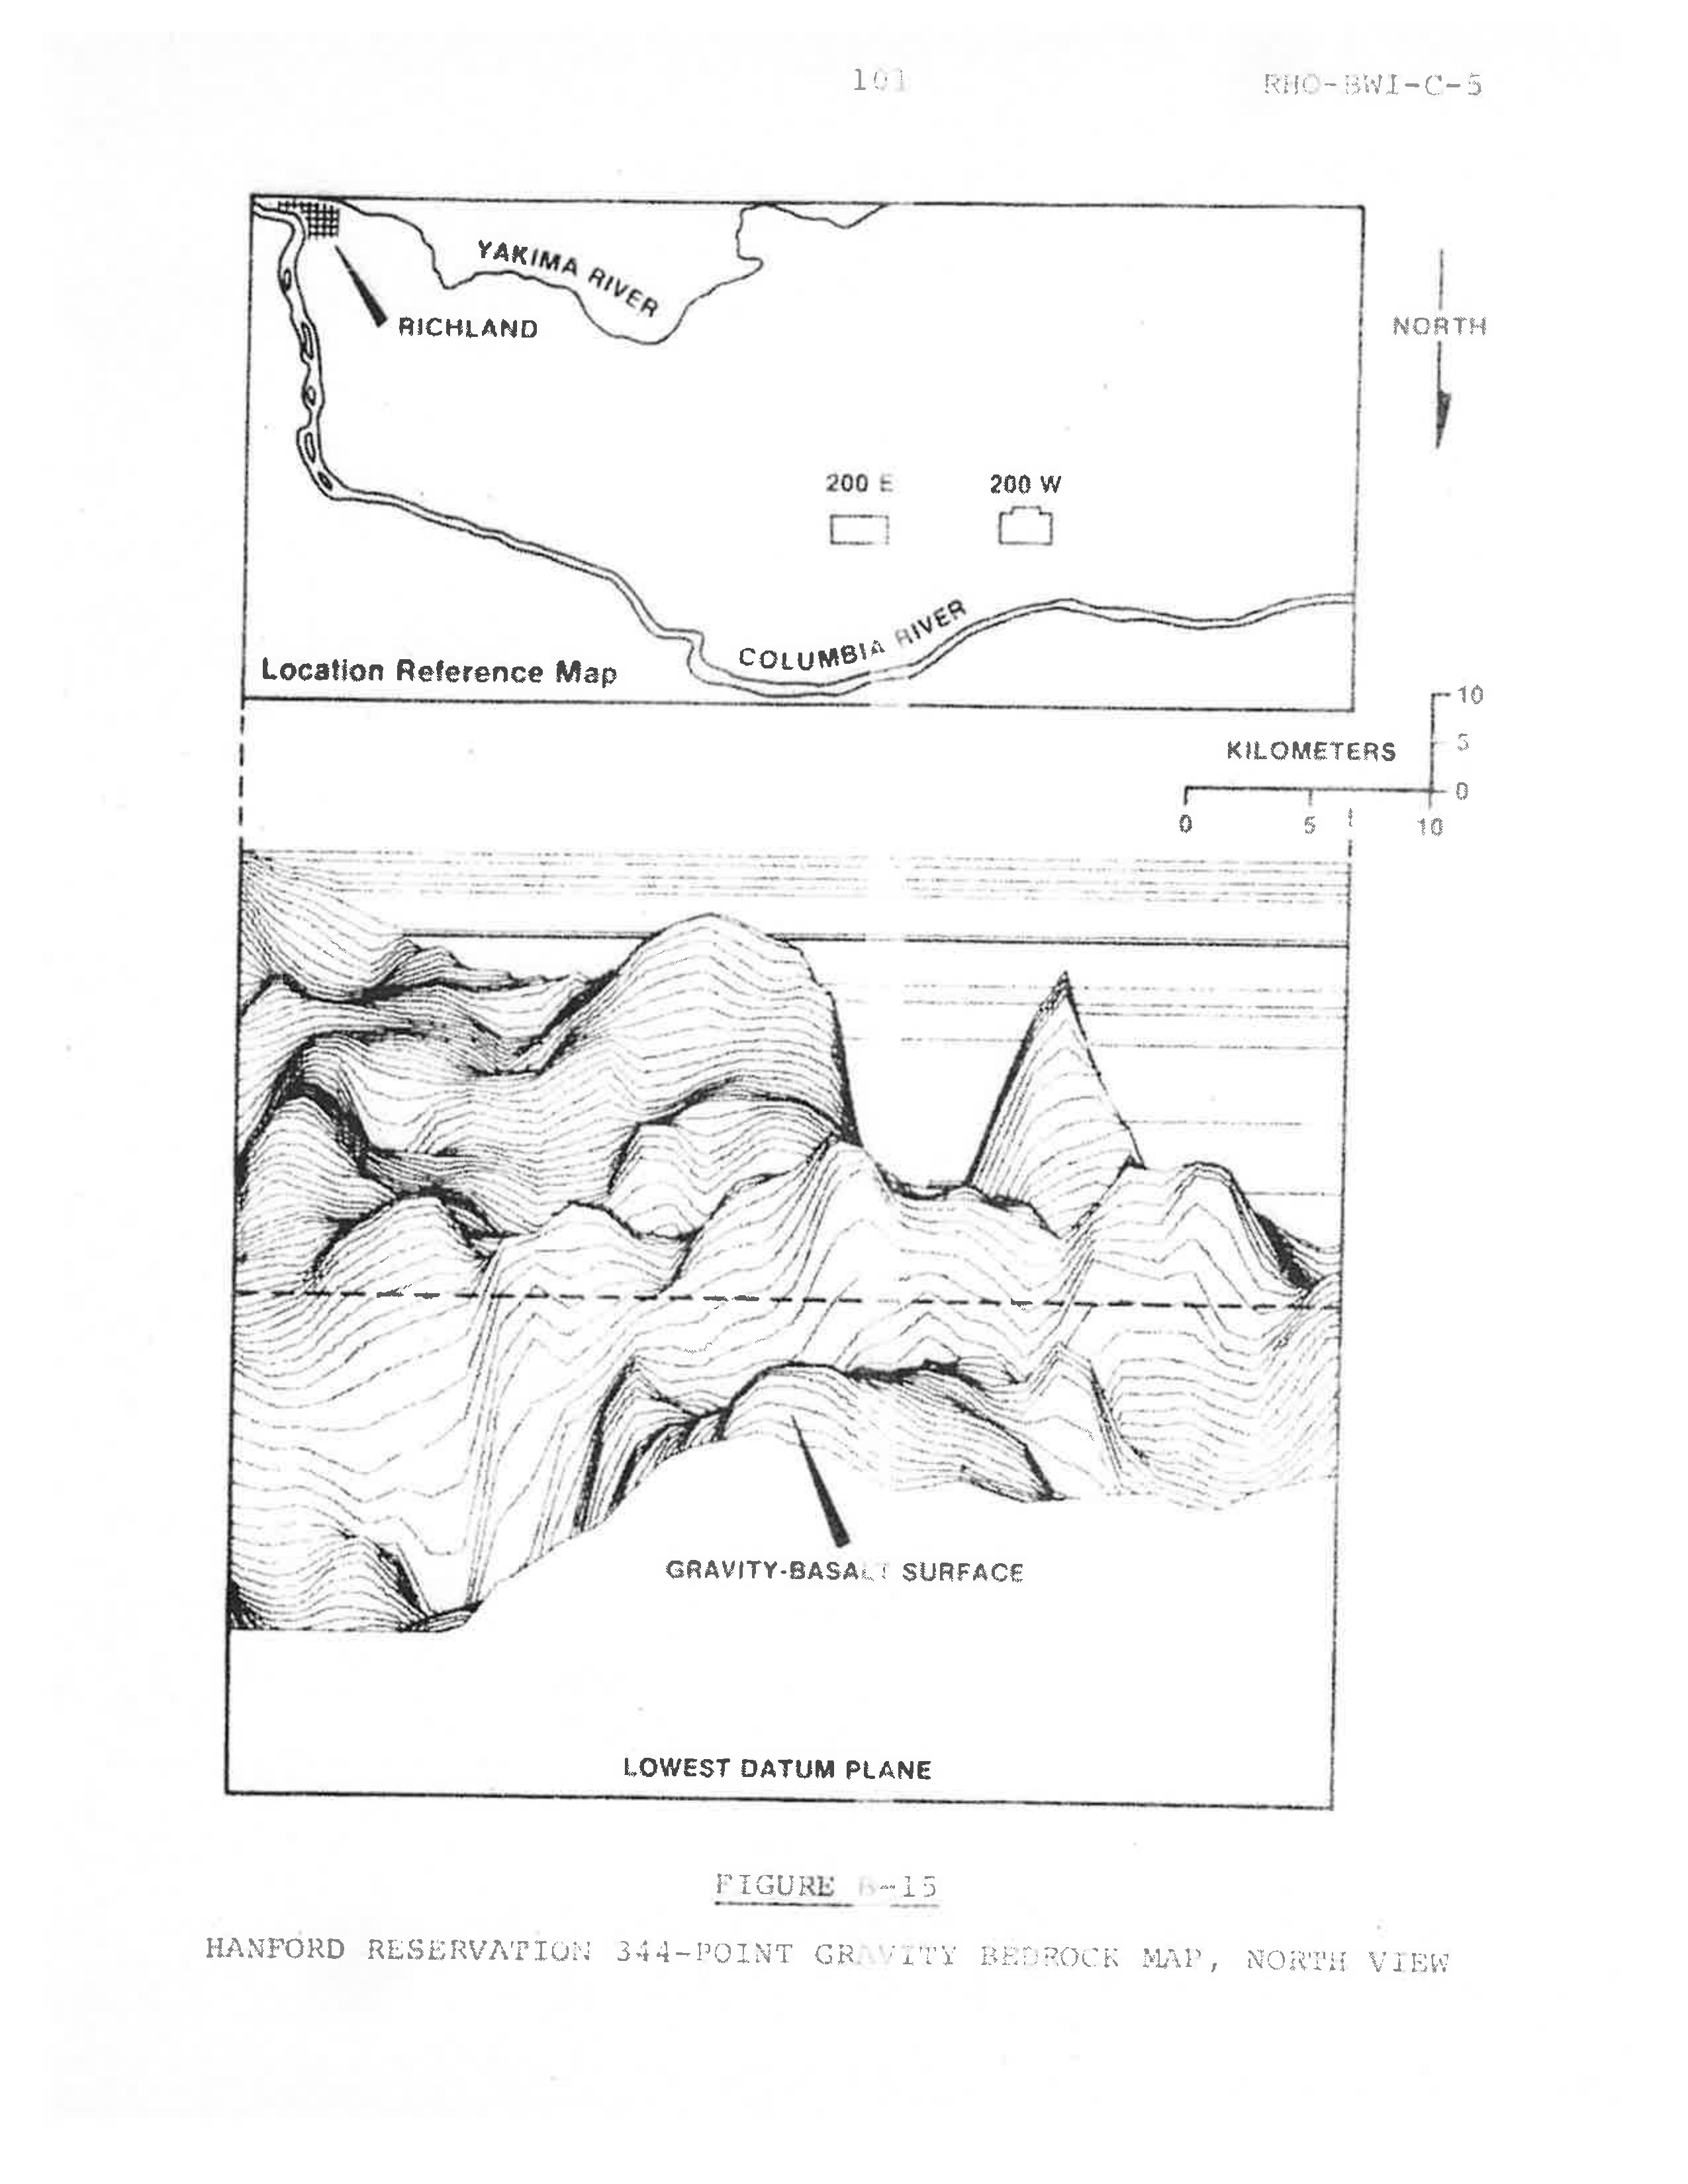 101
RHO-BWI-C-5
YAKIMA RIVER
RICHLAND
NORTH
200 E
200 W
COLUMBIA RIVER
Location Reference Map
10
5
0
KILOMETERS
0
5
10
GRAVITY-BASALT SURFACE
LOWEST DATUM PLANE
FIGURE B-15
HANFORD RESERVATION 344-POINT GRAVITY BEDROCK MAP, NORTH VIEW